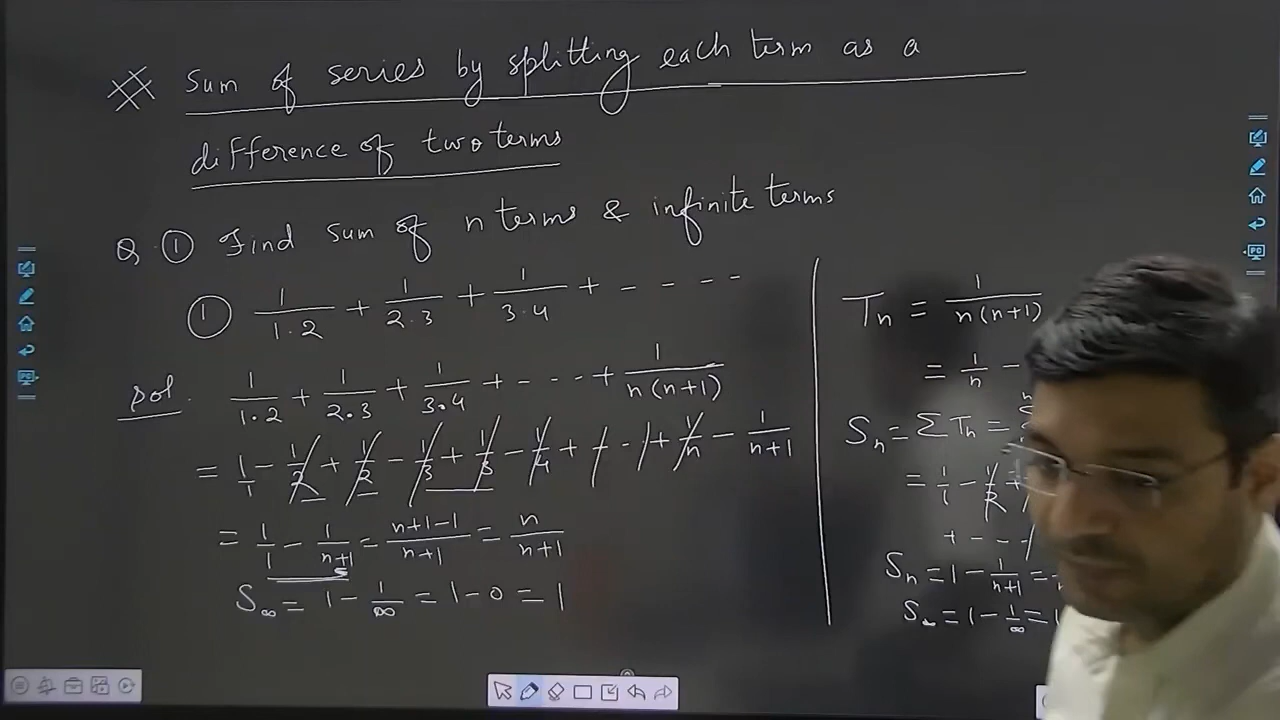 Sum of series by splitting each term as a
difference of two terms
Q ① Find sum of n terms & infinite terms
① 1/1·2 + 1/2·3 + 1/3·4 + - - - -
Sol. 1/1·2 + 1/2·3 + 1/3·4 + - - - + 1/n(n+1)
= 1/1 - 1/2 + 1/2 - 1/3 + 1/3 - 1/4 + - - - + 1/n - 1/n+1
= 1/1 - 1/n+1 = n+1-1/n+1 = n/n+1
S∞ = 1 - 1/∞ = 1 - 0 = 1
Tn = 1/n(n+1)
= 1/n -
Sn = ΣTn =
= 1/1 - 1/2 +
+ - - -
Sn = 1 - 1/n+1 =
S∞ = 1 - 1/∞ = 1